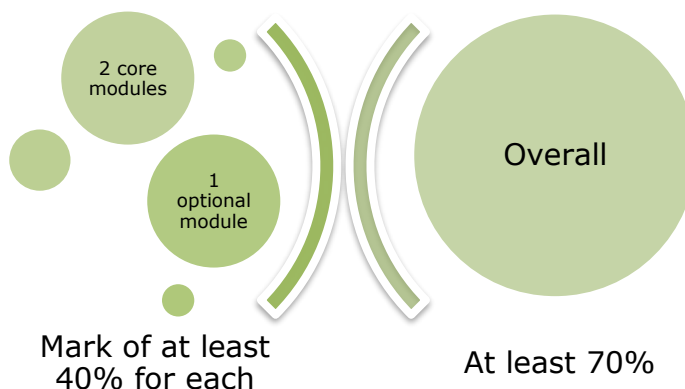 2 core
modules
1
optional
module
Mark of at least
40% for each
Overall
At least 70%